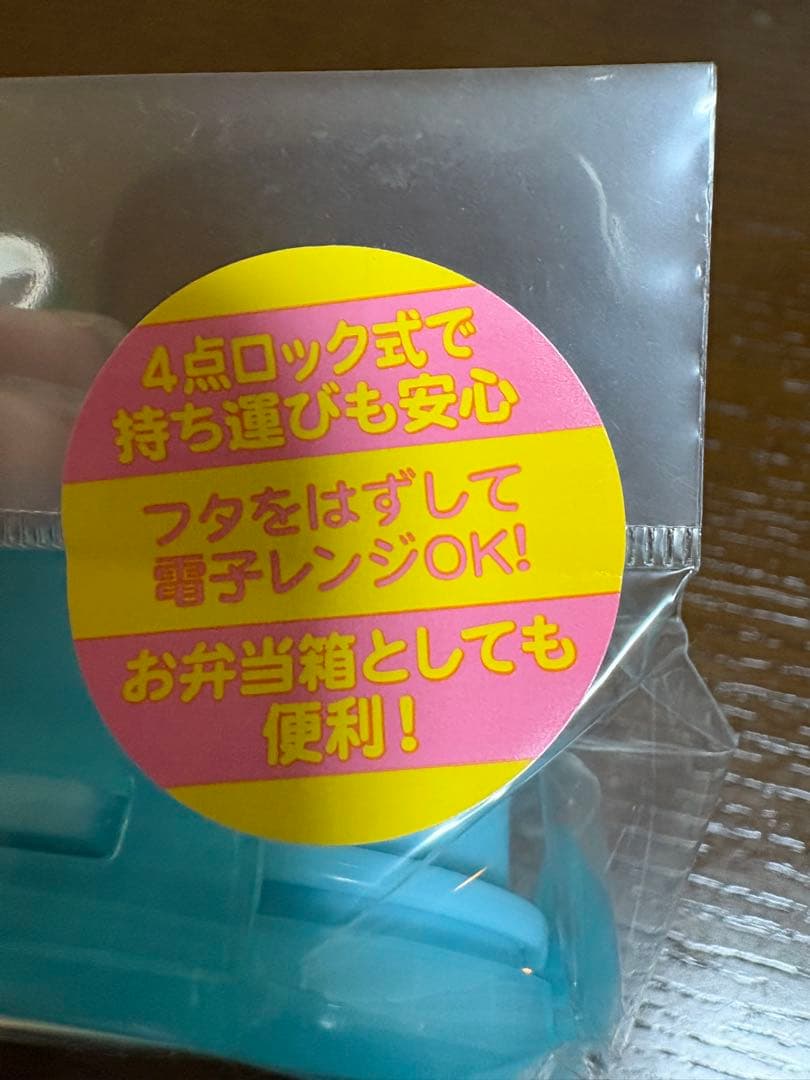 4点ロック式で
持ち運びも安心
フタをはずして
電子レンジOK!
お弁当箱としても
便利!